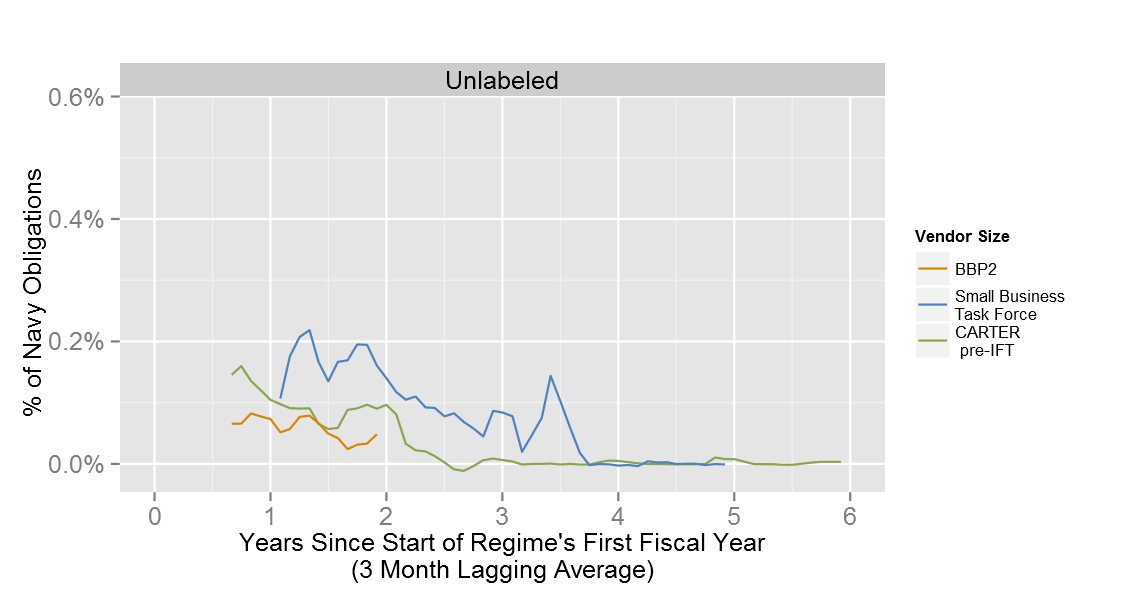 Unlabeled
0.6%
0.4%
0.2%
0.0%
% of Navy Obligations
0 1 2 3 4 5 6
Years Since Start of Regime's First Fiscal Year
(3 Month Lagging Average)
Vendor Size
BBP2
Small Business
Task Force
CARTER
pre-IFT